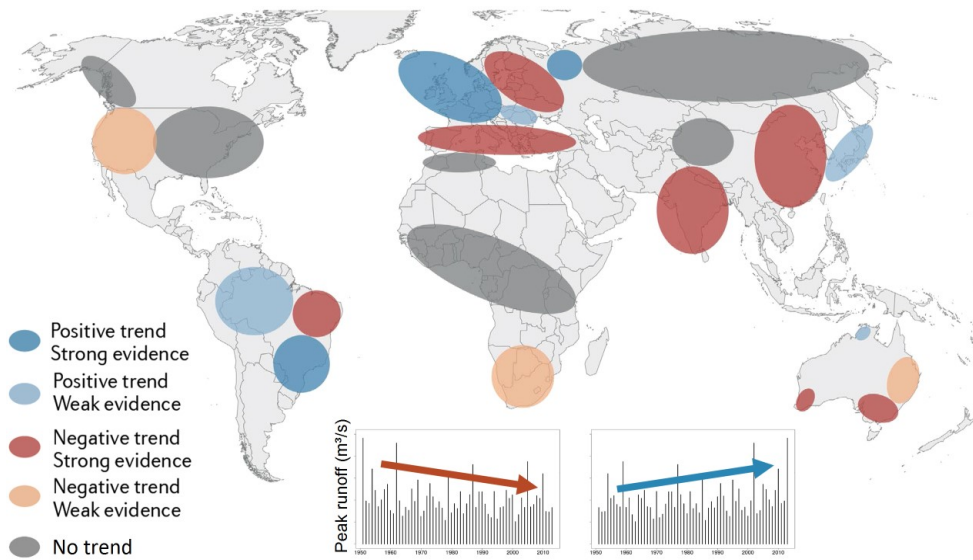 Positive trend
Strong evidence
Positive trend
Weak evidence
Negative trend
Strong evidence
Negative trend
Weak evidence
No trend
Peak runoff (m³/s)
1950 1960 1970 1980 1990 2000 2010
1950 1960 1970 1980 1990 2000 2010